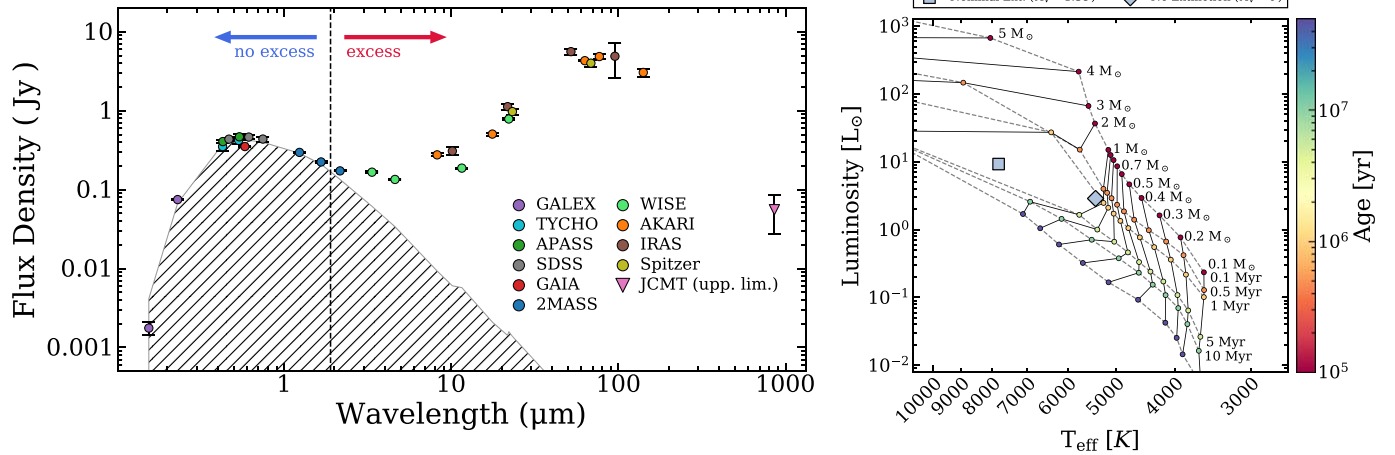 Flux Density ( Jy )
10
1
0.1
0.01
0.001
no excess
excess
GALEX
TYCHO
APASS
SDSS
GAIA
2MASS
WISE
AKARI
IRAS
Spitzer
JCMT (upp. lim.)
1
10
100
1000
Wavelength (μm)
Luminosity [L⊙]
10³
10²
10¹
10⁰
10⁻¹
10⁻²
5 M⊙
4 M⊙
3 M⊙
2 M⊙
1 M⊙
0.7 M⊙
0.5 M⊙
0.4 M⊙
0.3 M⊙
0.2 M⊙
0.1 M⊙
0.1 Myr
0.5 Myr
1 Myr
5 Myr
10 Myr
10000
9000
8000
7000
6000
5000
4000
3000
Teff [K]
10⁷
10⁶
10⁵
Age [yr]